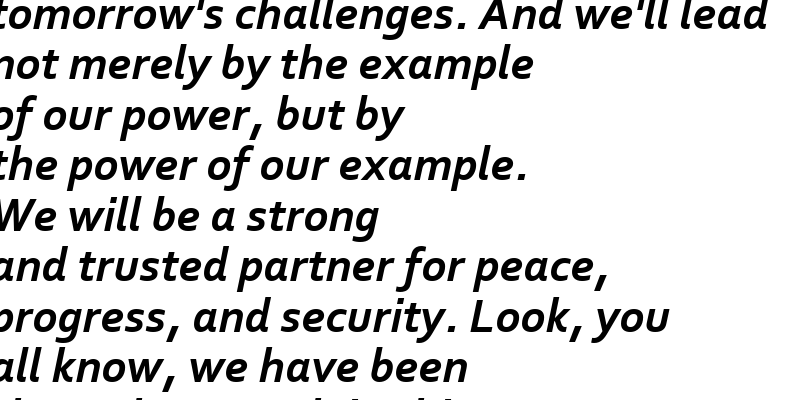 tomorrow's challenges. And we'll lead
not merely by the example
of our power, but by
the power of our example.
We will be a strong
and trusted partner for peace,
progress, and security. Look, you
all know, we have been